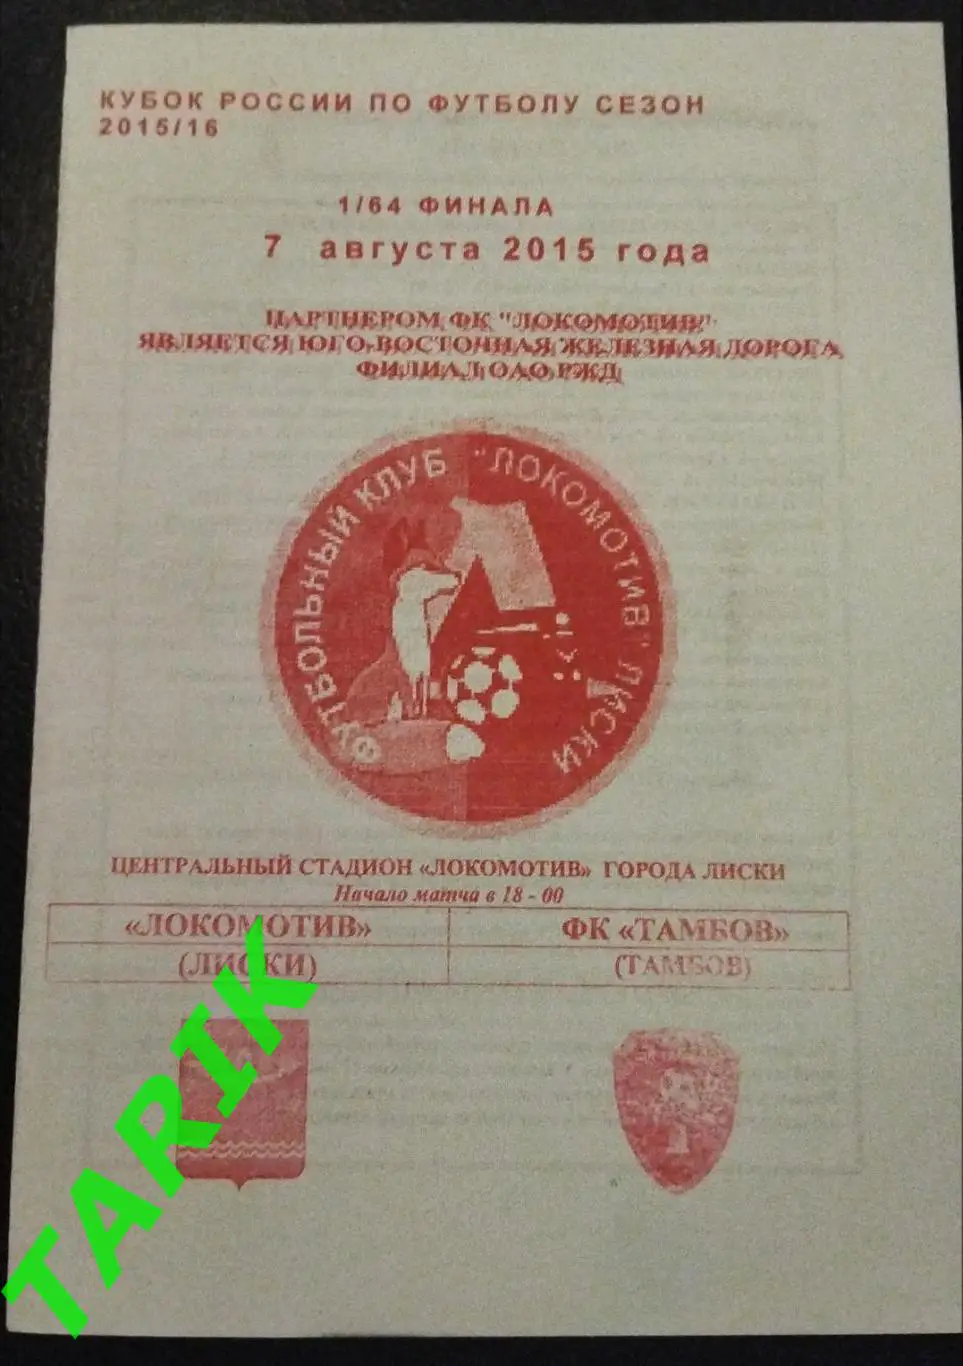 КУБОК РОССИИ ПО ФУТБОЛУ СЕЗОН
2015/16
1/64 ФИНАЛА
7 августа 2015 года
ПАРТНЕРОМ ФК "ЛОКОМОТИВ"
ЯВЛЯЕТСЯ ЮГО-ВОСТОЧНАЯ ЖЕЛЕЗНАЯ ДОРОГА
ФИЛИАЛ ОАО РЖД
ФУТБОЛЬНЫЙ КЛУБ "ЛОКОМОТИВ" ЛИСКИ
ЦЕНТРАЛЬНЫЙ СТАДИОН «ЛОКОМОТИВ» ГОРОДА ЛИСКИ
Начало матча в 18 - 00
«ЛОКОМОТИВ» ФК «ТАМБОВ»
(ЛИСКИ) (ТАМБОВ)
TARIK